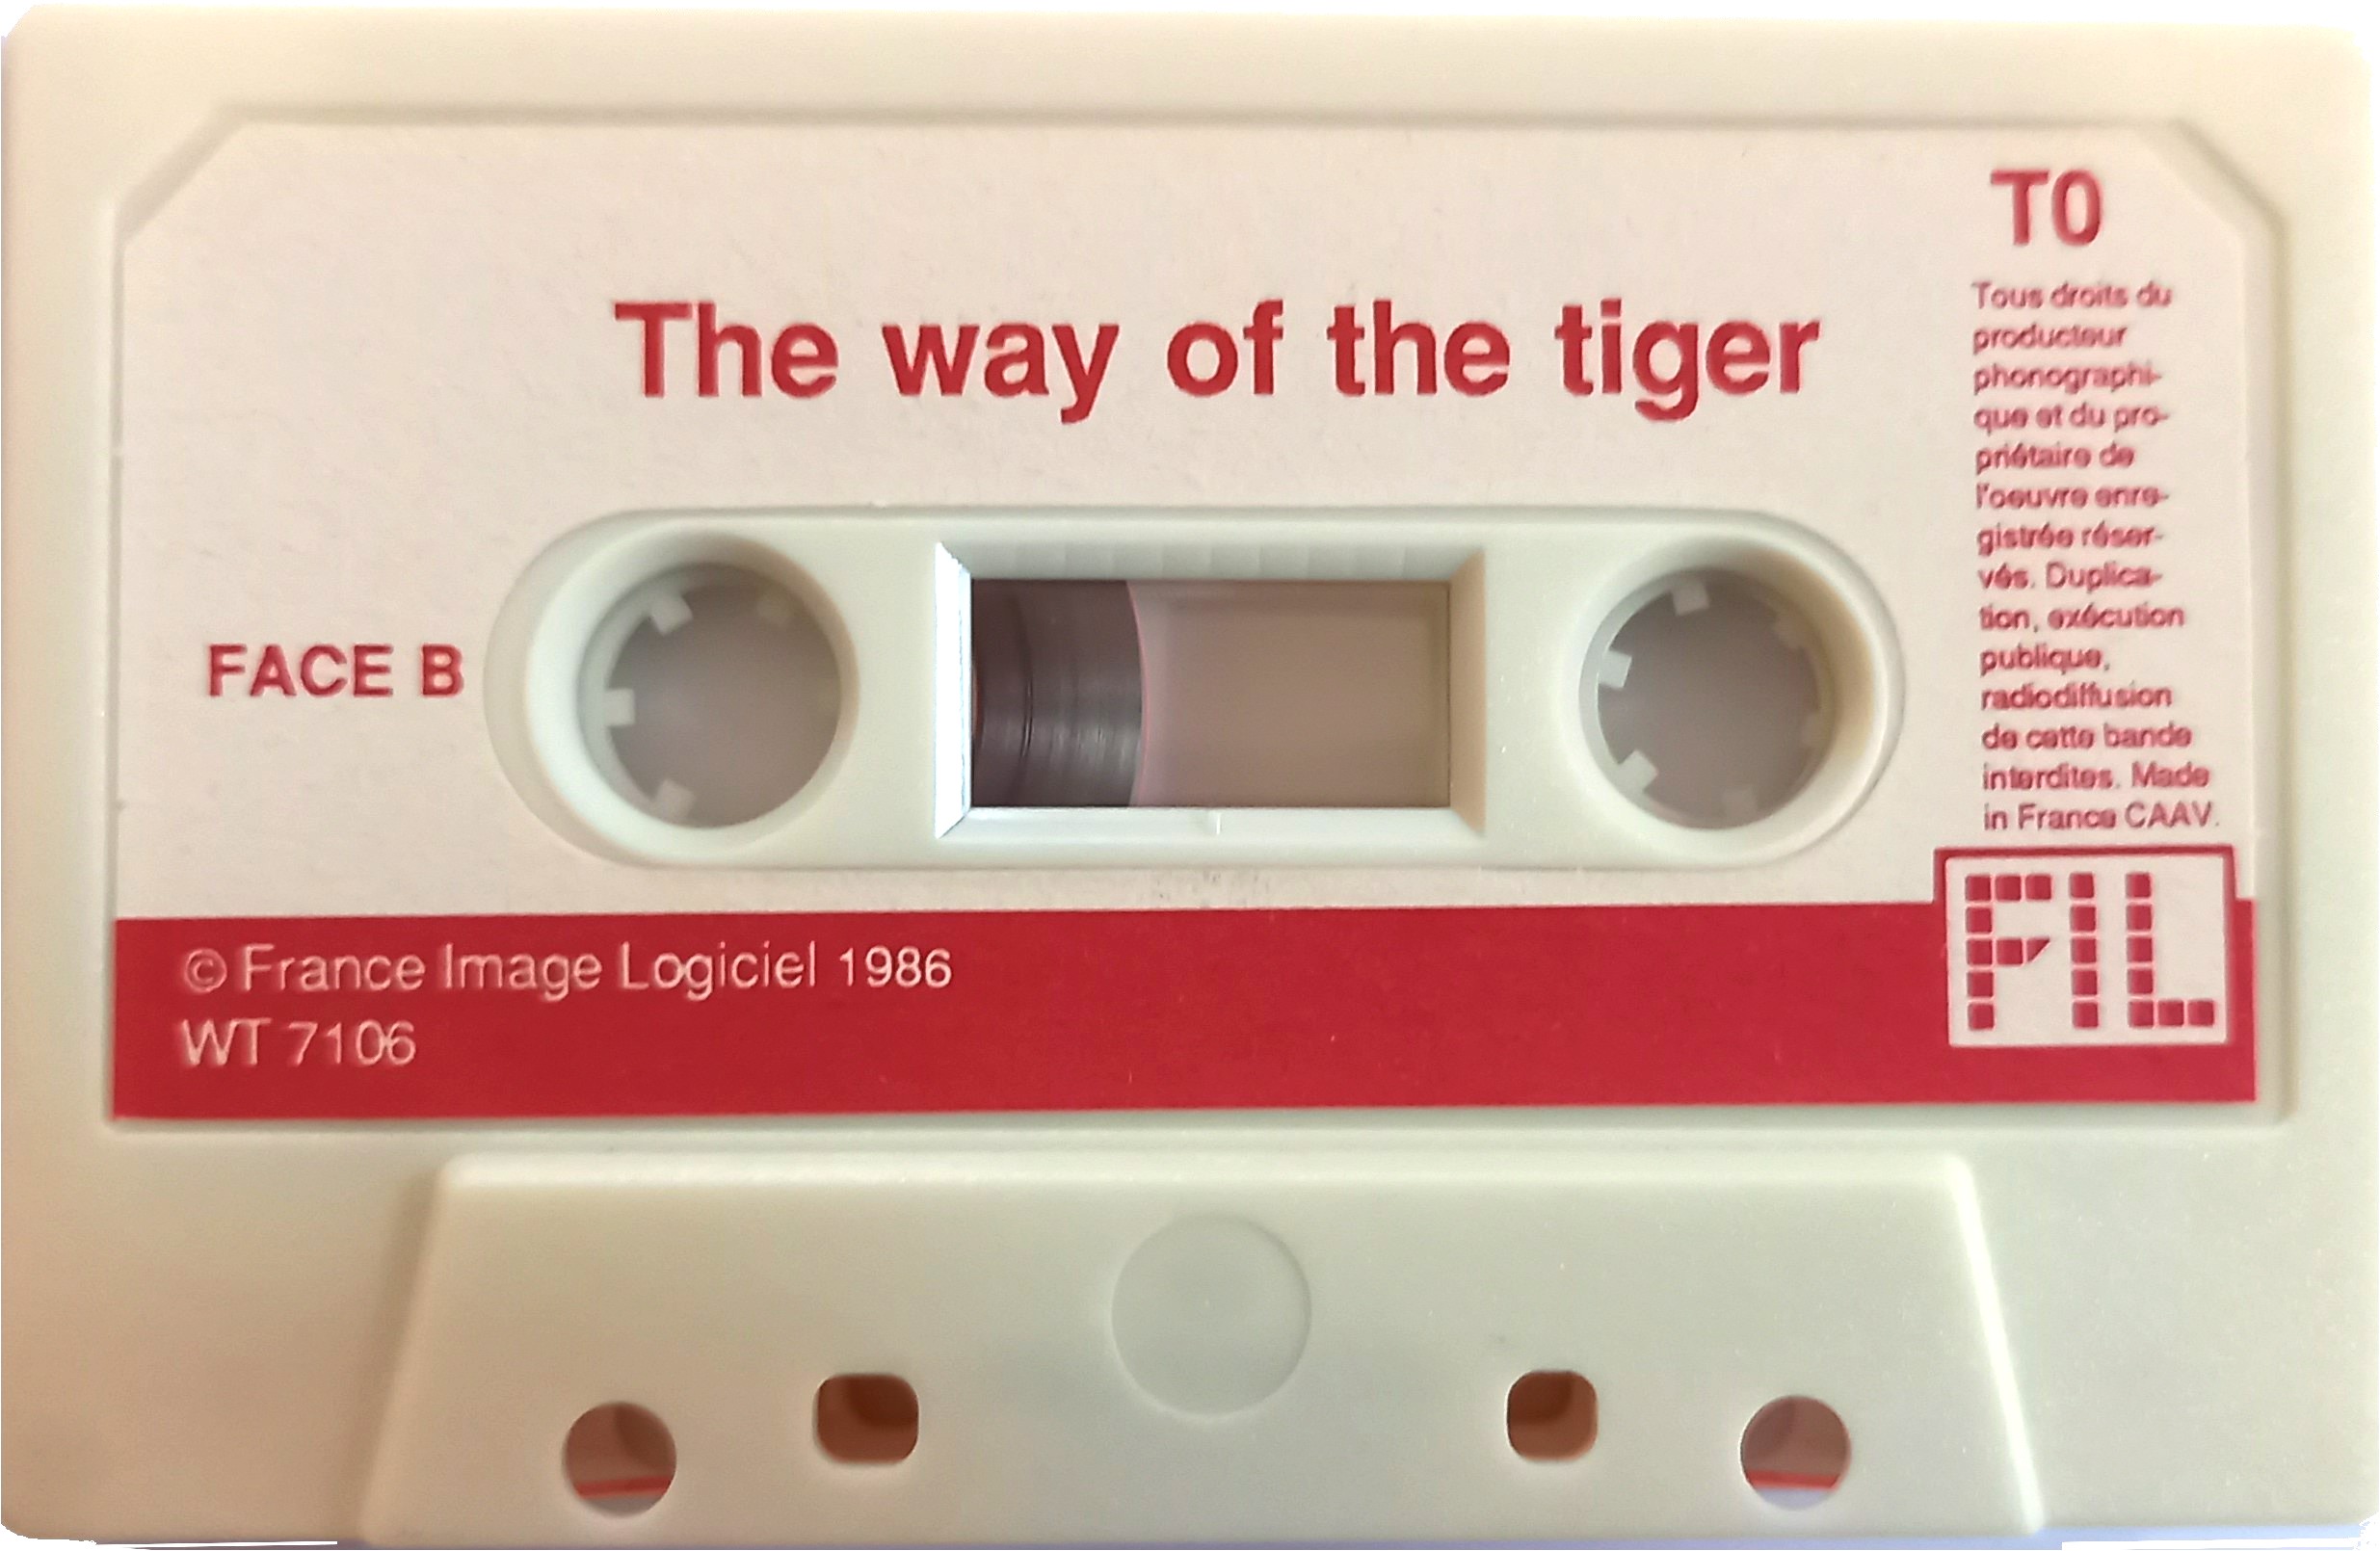 T0
The way of the tiger
Tous droits du
producteur
phonographi-
que et du pro-
priétaire de
l'oeuvre enre-
gistrée réser-
vés. Duplica-
tion, exécution
publique,
radiodiffusion
de cette bande
interdites. Made
in France CAAV.
FACE B
© France Image Logiciel 1986
WT 7106
FIL